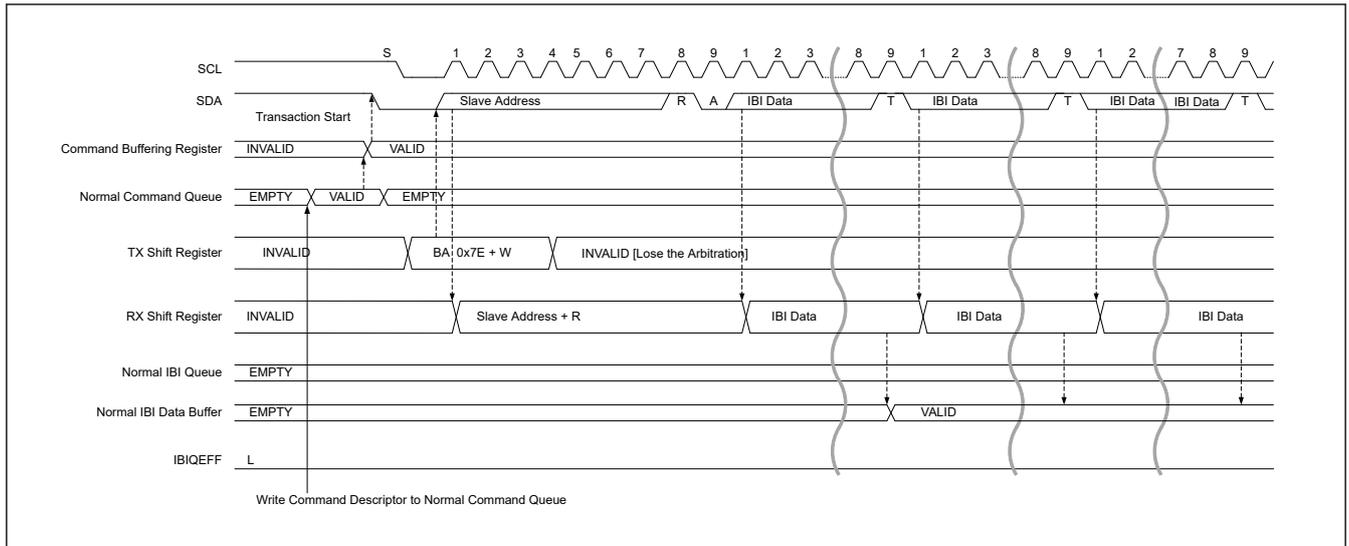 S 1 2 3 4 5 6 7 8 9 1 2 3 8 9 1 2 3 8 9 1 2 7 8 9
SCL
SDA Slave Address R A IBI Data T IBI Data T IBI Data IBI Data T
Transaction Start
Command Buffering Register INVALID VALID
Normal Command Queue EMPTY VALID EMPTY
TX Shift Register INVALID BA 0x7E + W INVALID [Lose the Arbitration]
RX Shift Register INVALID Slave Address + R IBI Data IBI Data IBI Data
Normal IBI Queue EMPTY
Normal IBI Data Buffer EMPTY VALID
IBIQEFF L
Write Command Descriptor to Normal Command Queue